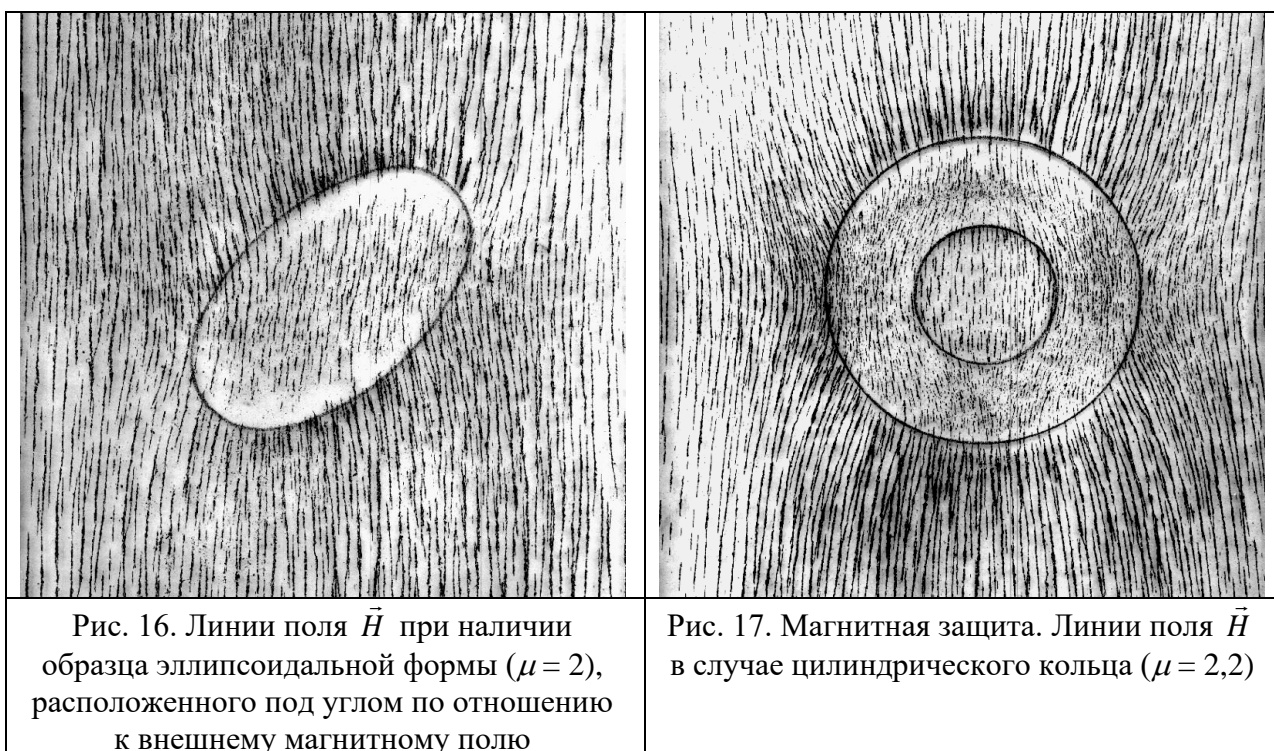 Рис. 16. Линии поля H⃗ при наличии
образца эллипсоидальной формы (μ = 2),
расположенного под углом по отношению
к внешнему магнитному полю
Рис. 17. Магнитная защита. Линии поля H⃗
в случае цилиндрического кольца (μ = 2,2)